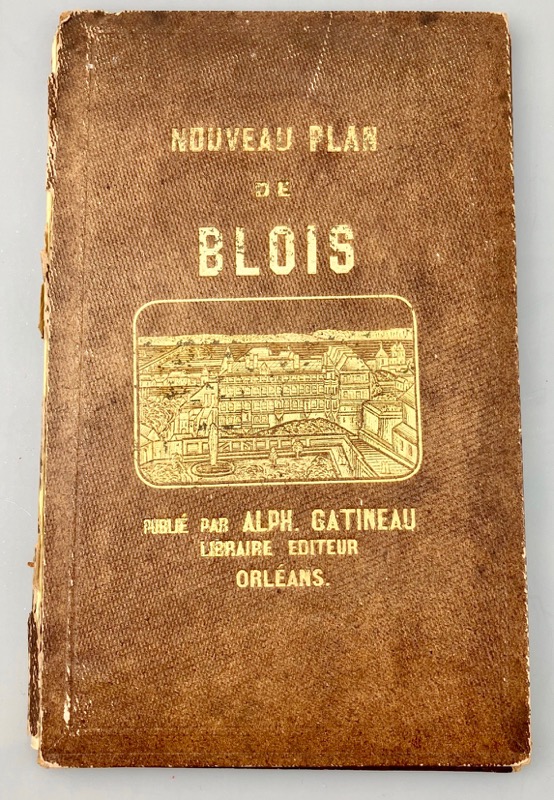 NOUVEAU PLAN
DE
BLOIS
PUBLIÉ PAR ALPH. GATINEAU
LIBRAIRE EDITEUR
ORLÉANS.